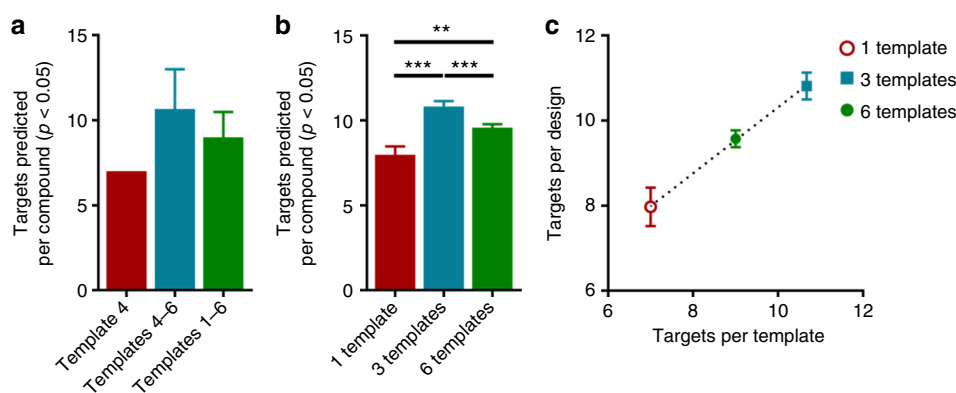 a
Targets predicted
per compound (p < 0.05)
15
10
5
0
Template 4
Templates 4–6
Templates 1–6
b
Targets predicted
per compound (p < 0.05)
15
10
5
0
**
*** ***
1 template
3 templates
6 templates
c
Targets per design
12
10
8
6
6 8 10 12
Targets per template
1 template
3 templates
6 templates